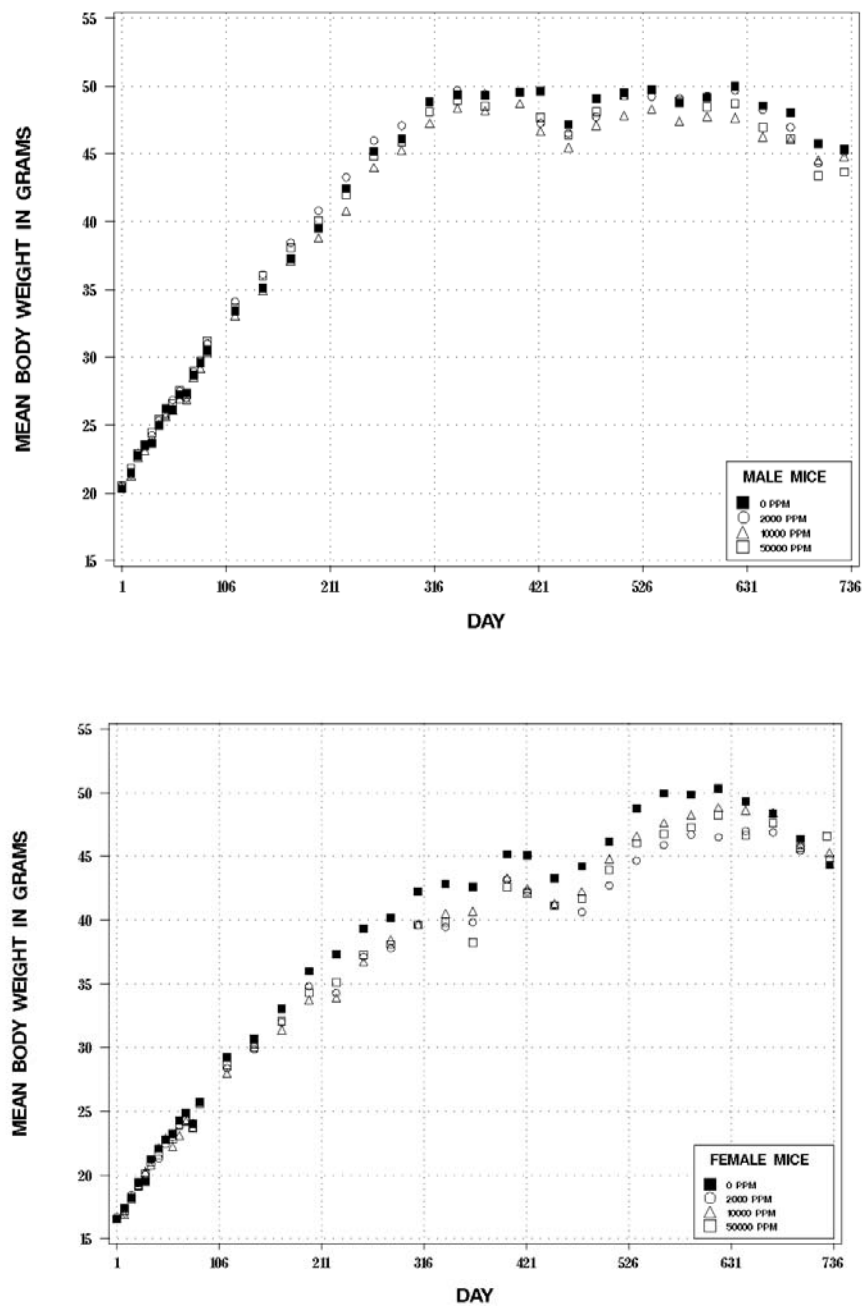 55
50
45
40
35
30
25
20
15
MEAN BODY WEIGHT IN GRAMS
1 106 211 316 421 526 631 736
DAY
MALE MICE
0 PPM
2000 PPM
10000 PPM
50000 PPM
55
50
45
40
35
30
25
20
15
MEAN BODY WEIGHT IN GRAMS
1 106 211 316 421 526 631 736
DAY
FEMALE MICE
0 PPM
2000 PPM
10000 PPM
50000 PPM